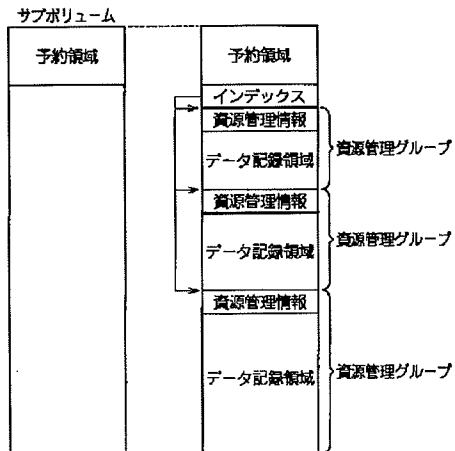 サブボリューム
予約領域
予約領域
インデックス
資源管理情報
データ記録領域
資源管理グループ
資源管理情報
データ記録領域
資源管理グループ
資源管理情報
データ記録領域
資源管理グループ